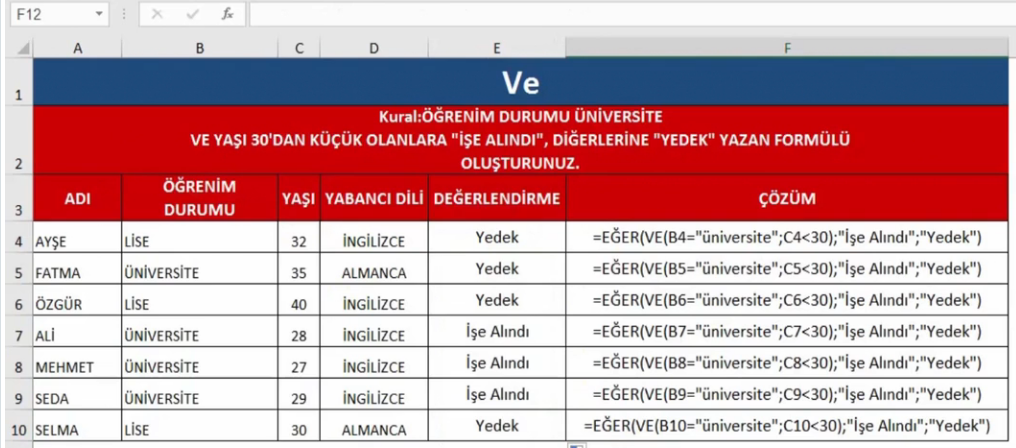 F12
fx
A B C D E F
1 Ve
2 Kural:ÖĞRENİM DURUMU ÜNİVERSİTE
VE YAŞI 30'DAN KÜÇÜK OLANLARA "İŞE ALINDI", DİĞERLERİNE "YEDEK" YAZAN FORMÜLÜ
OLUŞTURUNUZ.
3 ADI ÖĞRENİM DURUMU YAŞI YABANCI DİLİ DEĞERLENDİRME ÇÖZÜM
4 AYŞE LİSE 32 İNGİLİZCE Yedek =EĞER(VE(B4="üniversite";C4<30);"İşe Alındı";"Yedek")
5 FATMA ÜNİVERSİTE 35 ALMANCA Yedek =EĞER(VE(B5="üniversite";C5<30);"İşe Alındı";"Yedek")
6 ÖZGÜR LİSE 40 İNGİLİZCE Yedek =EĞER(VE(B6="üniversite";C6<30);"İşe Alındı";"Yedek")
7 ALİ ÜNİVERSİTE 28 İNGİLİZCE İşe Alındı =EĞER(VE(B7="üniversite";C7<30);"İşe Alındı";"Yedek")
8 MEHMET ÜNİVERSİTE 27 İNGİLİZCE İşe Alındı =EĞER(VE(B8="üniversite";C8<30);"İşe Alındı";"Yedek")
9 SEDA ÜNİVERSİTE 29 İNGİLİZCE İşe Alındı =EĞER(VE(B9="üniversite";C9<30);"İşe Alındı";"Yedek")
10 SELMA LİSE 30 ALMANCA Yedek =EĞER(VE(B10="üniversite";C10<30);"İşe Alındı";"Yedek")